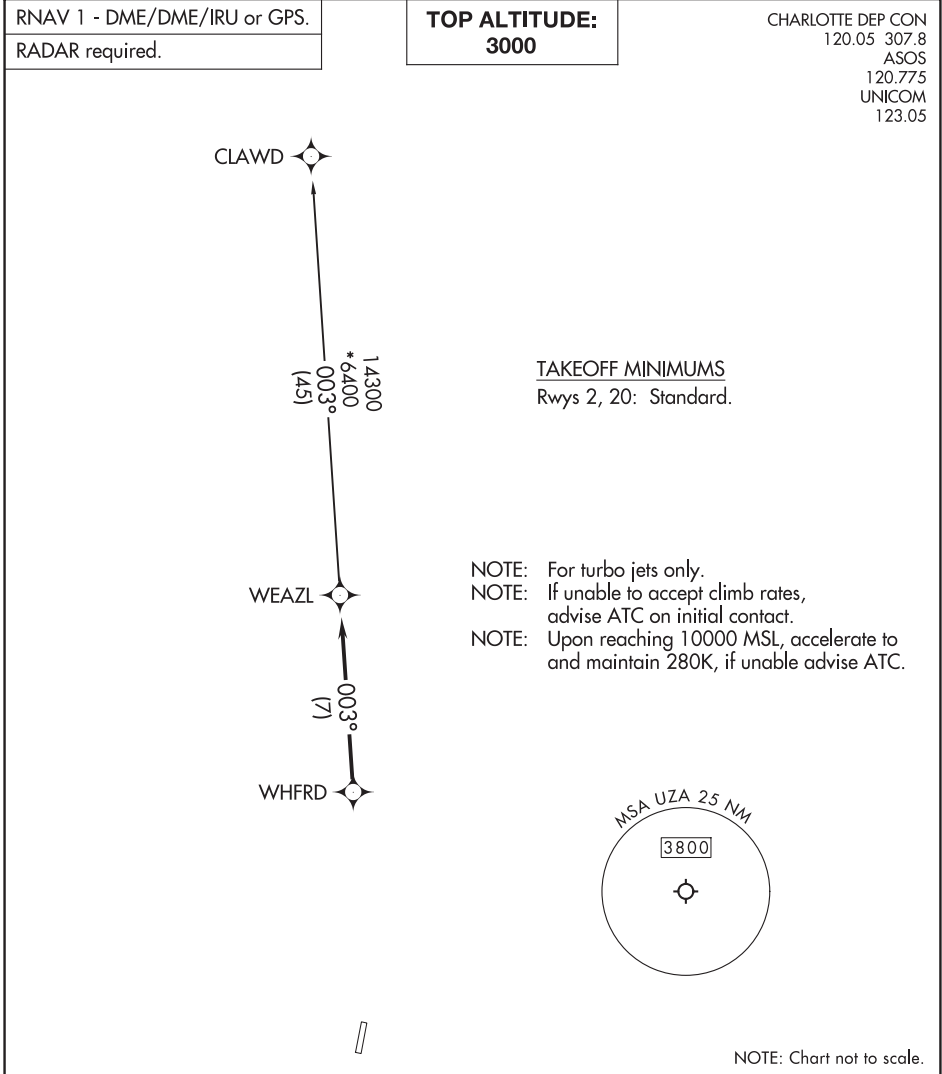 RNAV 1 - DME/DME/IRU or GPS.
RADAR required.
TOP ALTITUDE:
3000
CHARLOTTE DEP CON
120.05 307.8
ASOS
120.775
UNICOM
123.05
CLAWD
14300
*6400
003°
(45)
TAKEOFF MINIMUMS
Rwys 2, 20: Standard.
WEAZL
NOTE: For turbo jets only.
NOTE: If unable to accept climb rates,
advise ATC on initial contact.
NOTE: Upon reaching 10000 MSL, accelerate to
and maintain 280K, if unable advise ATC.
003°
(7)
WHFRD
MSA UZA 25 NM
3800
NOTE: Chart not to scale.